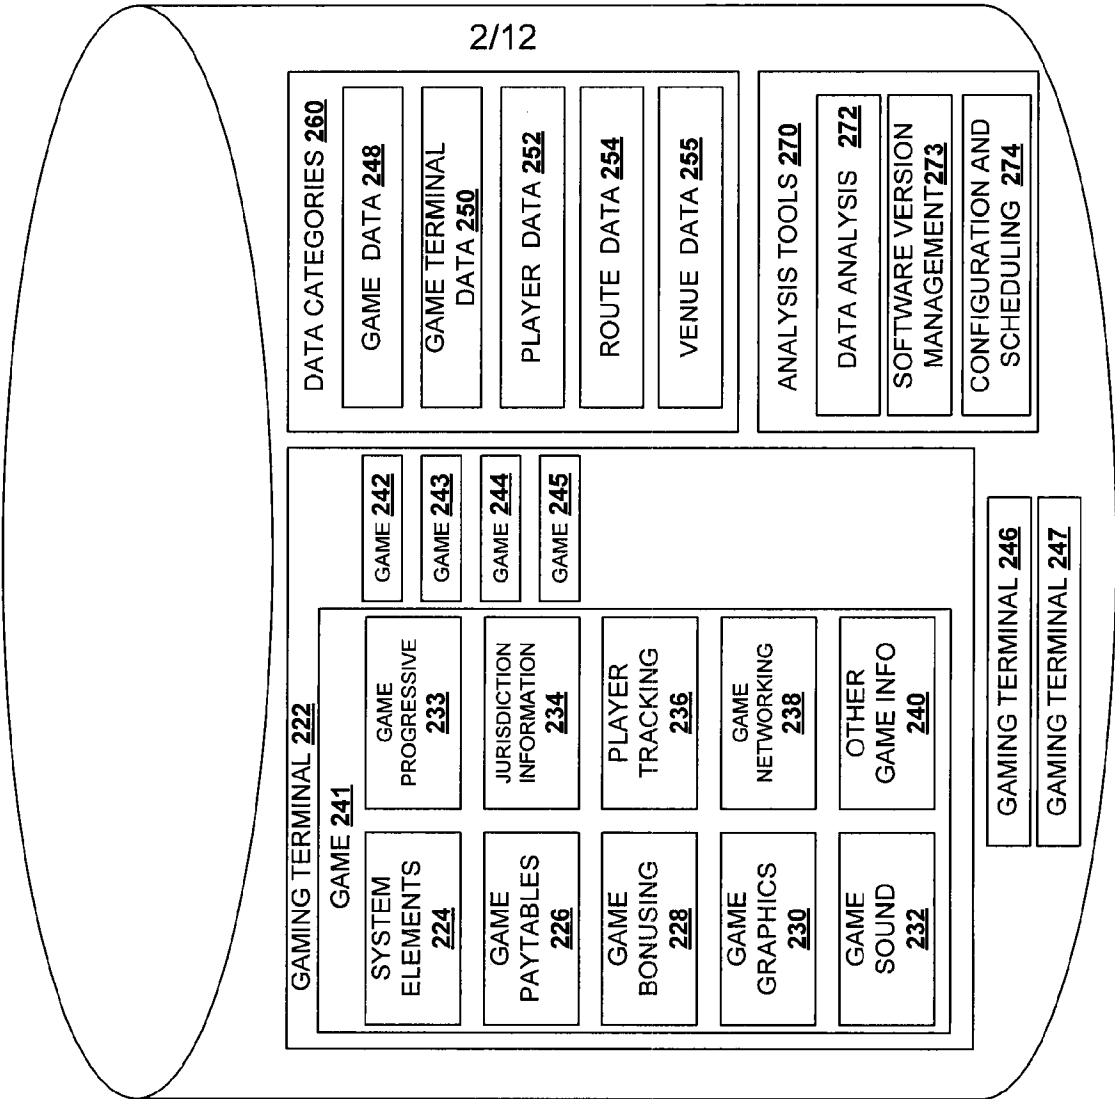 2/12
GAMING TERMINAL 222
GAME 241
SYSTEM
ELEMENTS
224
GAME
PAYTABLES
226
GAME
BONUSING
228
GAME
GRAPHICS
230
GAME
SOUND
232
GAME
PROGRESSIVE
233
JURISDICTION
INFORMATION
234
PLAYER
TRACKING
236
GAME
NETWORKING
238
OTHER
GAME INFO
240
GAME 242
GAME 243
GAME 244
GAME 245
GAMING TERMINAL 246
GAMING TERMINAL 247
DATA CATEGORIES 260
GAME DATA 248
GAME TERMINAL
DATA 250
PLAYER DATA 252
ROUTE DATA 254
VENUE DATA 255
ANALYSIS TOOLS 270
DATA ANALYSIS 272
SOFTWARE VERSION
MANAGEMENT273
CONFIGURATION AND
SCHEDULING 274